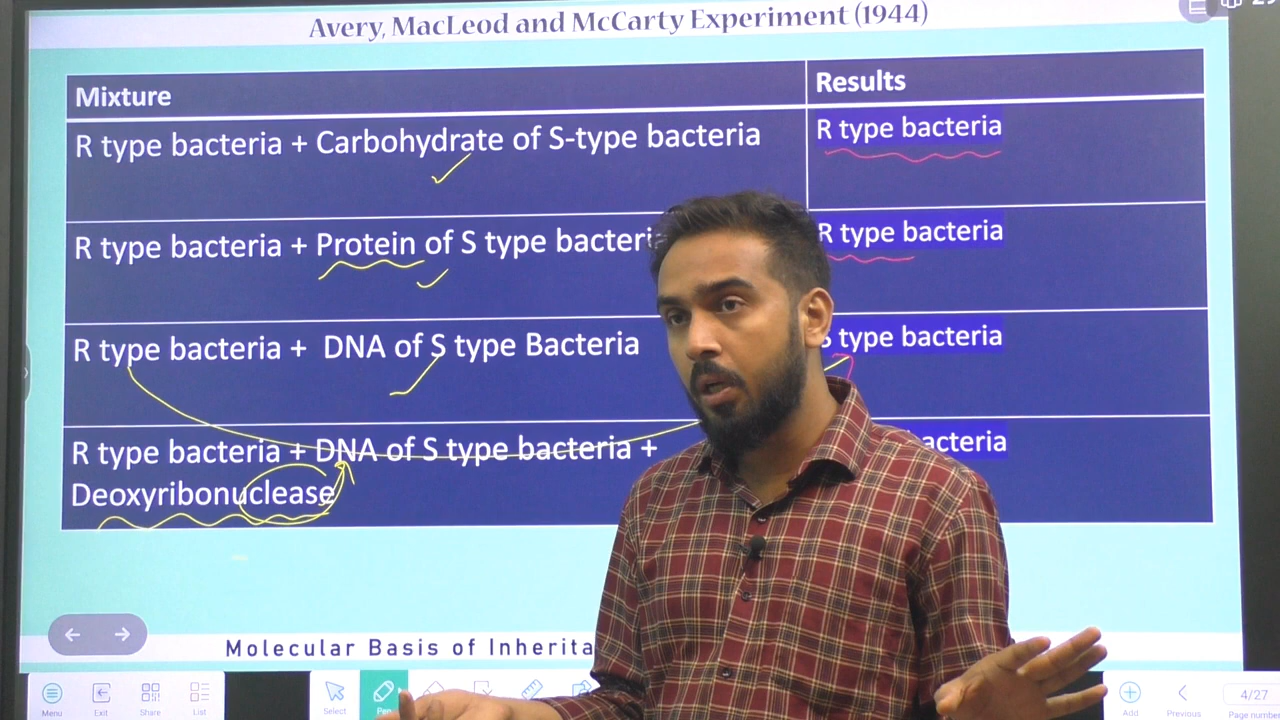 Avery, MacLeod and McCarty Experiment (1944)
Mixture
Results
R type bacteria + Carbohydrate of S-type bacteria
R type bacteria
R type bacteria + Protein of S type bacteri
R type bacteria
R type bacteria + DNA of S type Bacteria
S type bacteria
R type bacteria + DNA of S type bacteria +
Deoxyribonuclease
acteria
Molecular Basis of Inherita
Menu
Exit
Share
List
Select
Pen
Add
Previous
4/27
Page number